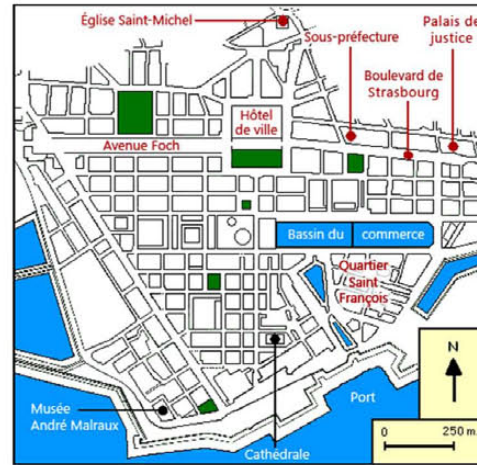 Église Saint-Michel
Sous-préfecture
Palais de
justice
Boulevard de
Strasbourg
Hôtel
de ville
Avenue Foch
Bassin du commerce
Quartier
Saint
François
Musée
André Malraux
Port
Cathédrale
N
0 250 m